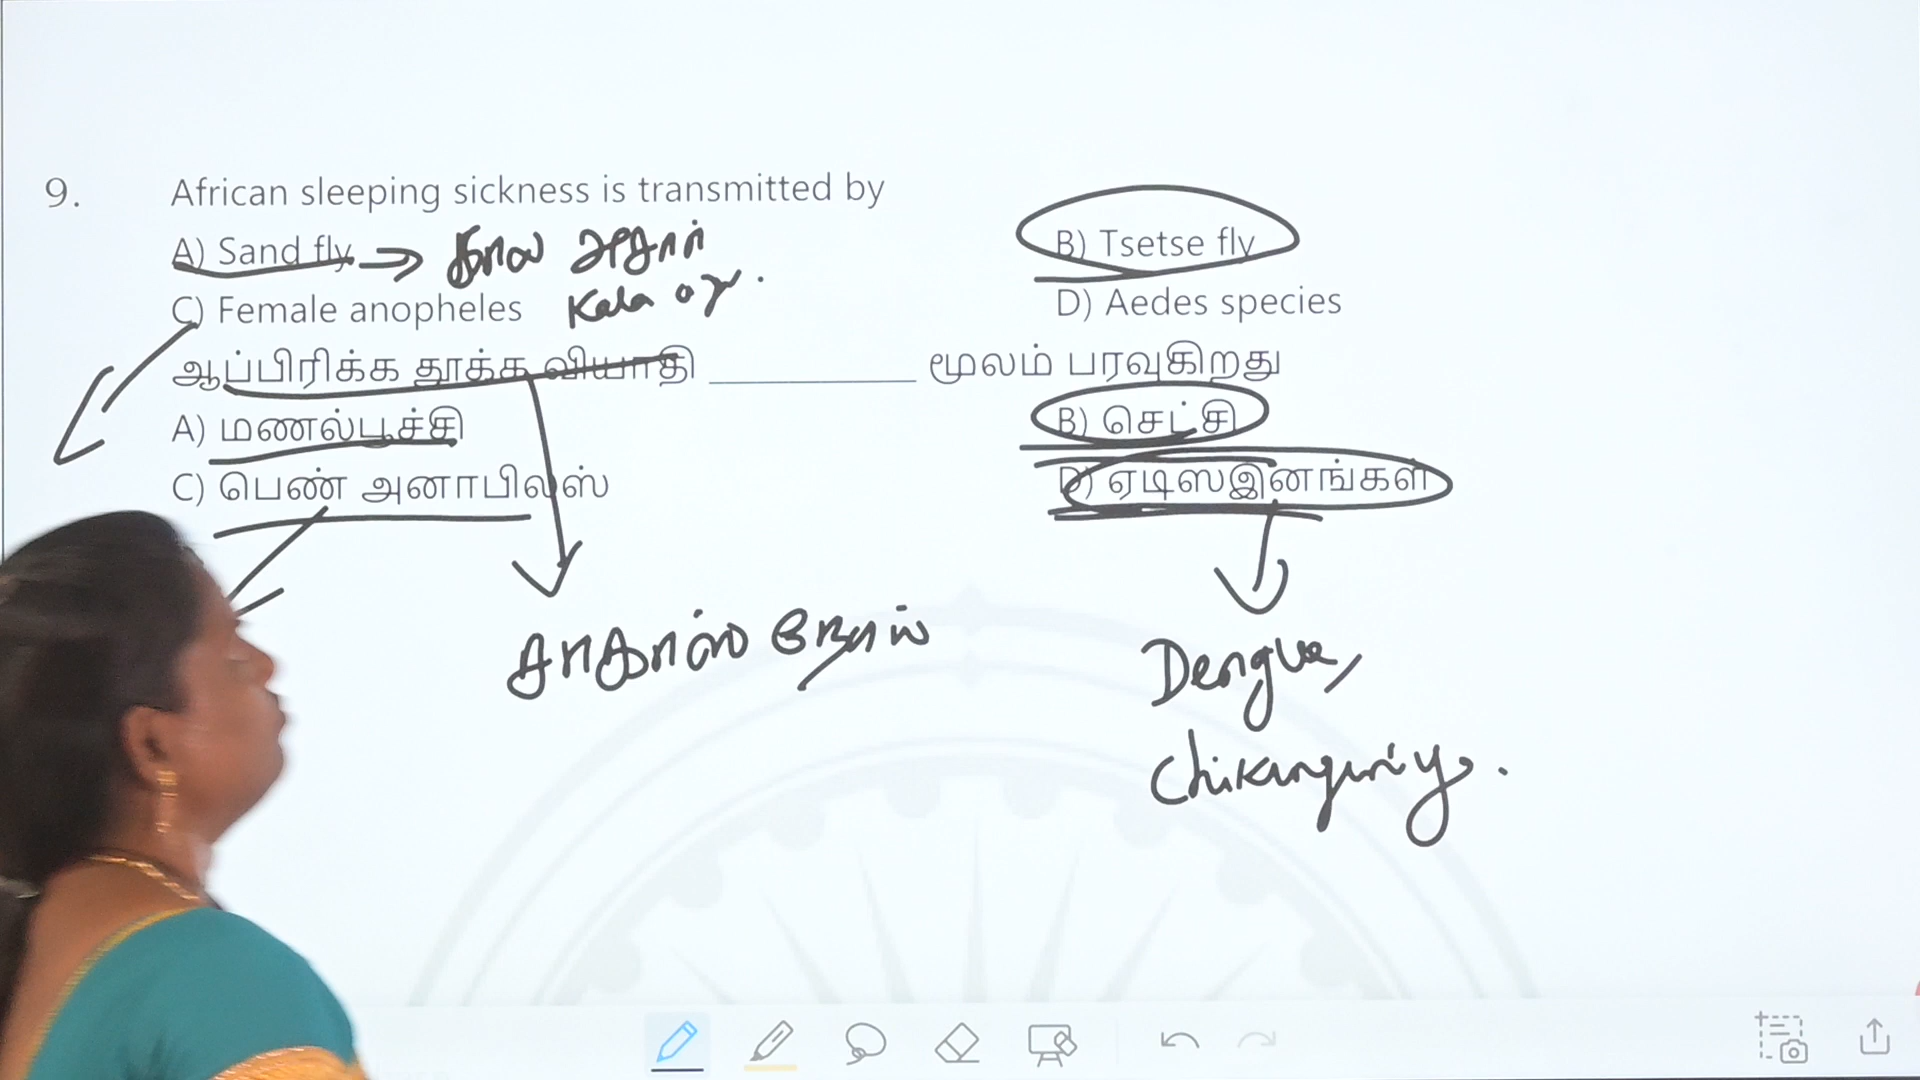 9. African sleeping sickness is transmitted by
A) Sand fly → காலா அசார் B) Tsetse fly
C) Female anopheles Kala D) Aedes species
ஆப்பிரிக்க தூக்க வியாதி __________ மூலம் பரவுகிறது
A) மணல்பூச்சி B) செட்சி
C) பெண் அனாபிலஸ் D) ஏடிஸஇனங்கள்
சாகாஸ் நோய் Dengue,
Chikungunya.